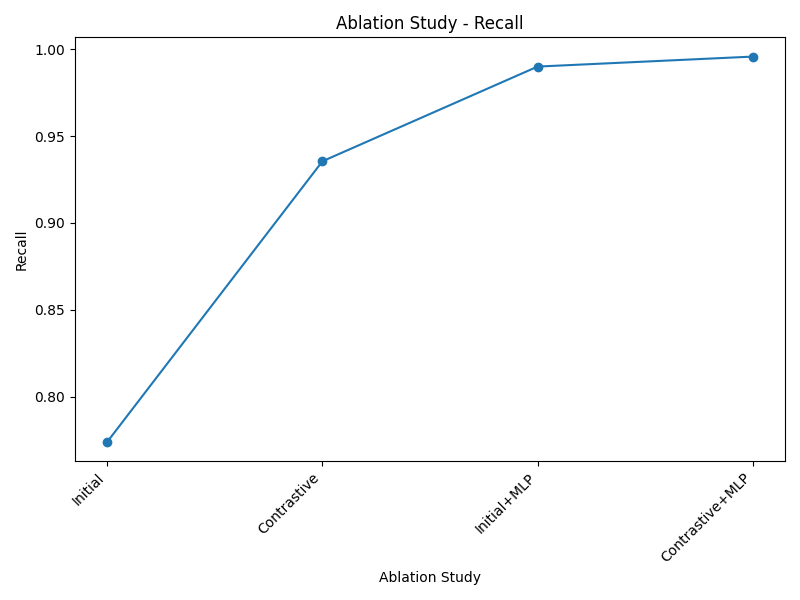 Ablation Study - Recall
1.00
0.95
0.90
0.85
0.80
Recall
Initial
Contrastive
Initial+MLP
Contrastive+MLP
Ablation Study